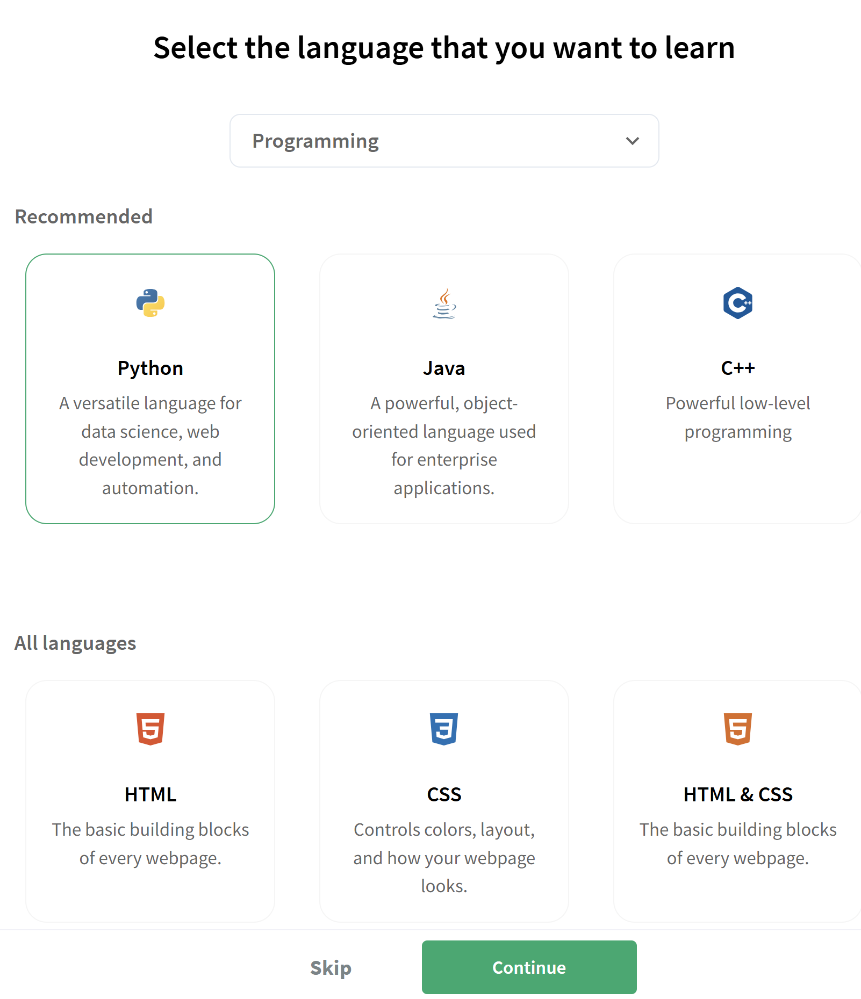 Select the language that you want to learn
Programming
Recommended
Python
A versatile language for
data science, web
development, and
automation.
Java
A powerful, object-
oriented language used
for enterprise
applications.
C++
Powerful low-level
programming
All languages
HTML
The basic building blocks
of every webpage.
CSS
Controls colors, layout,
and how your webpage
looks.
HTML & CSS
The basic building blocks
of every webpage.
Skip
Continue